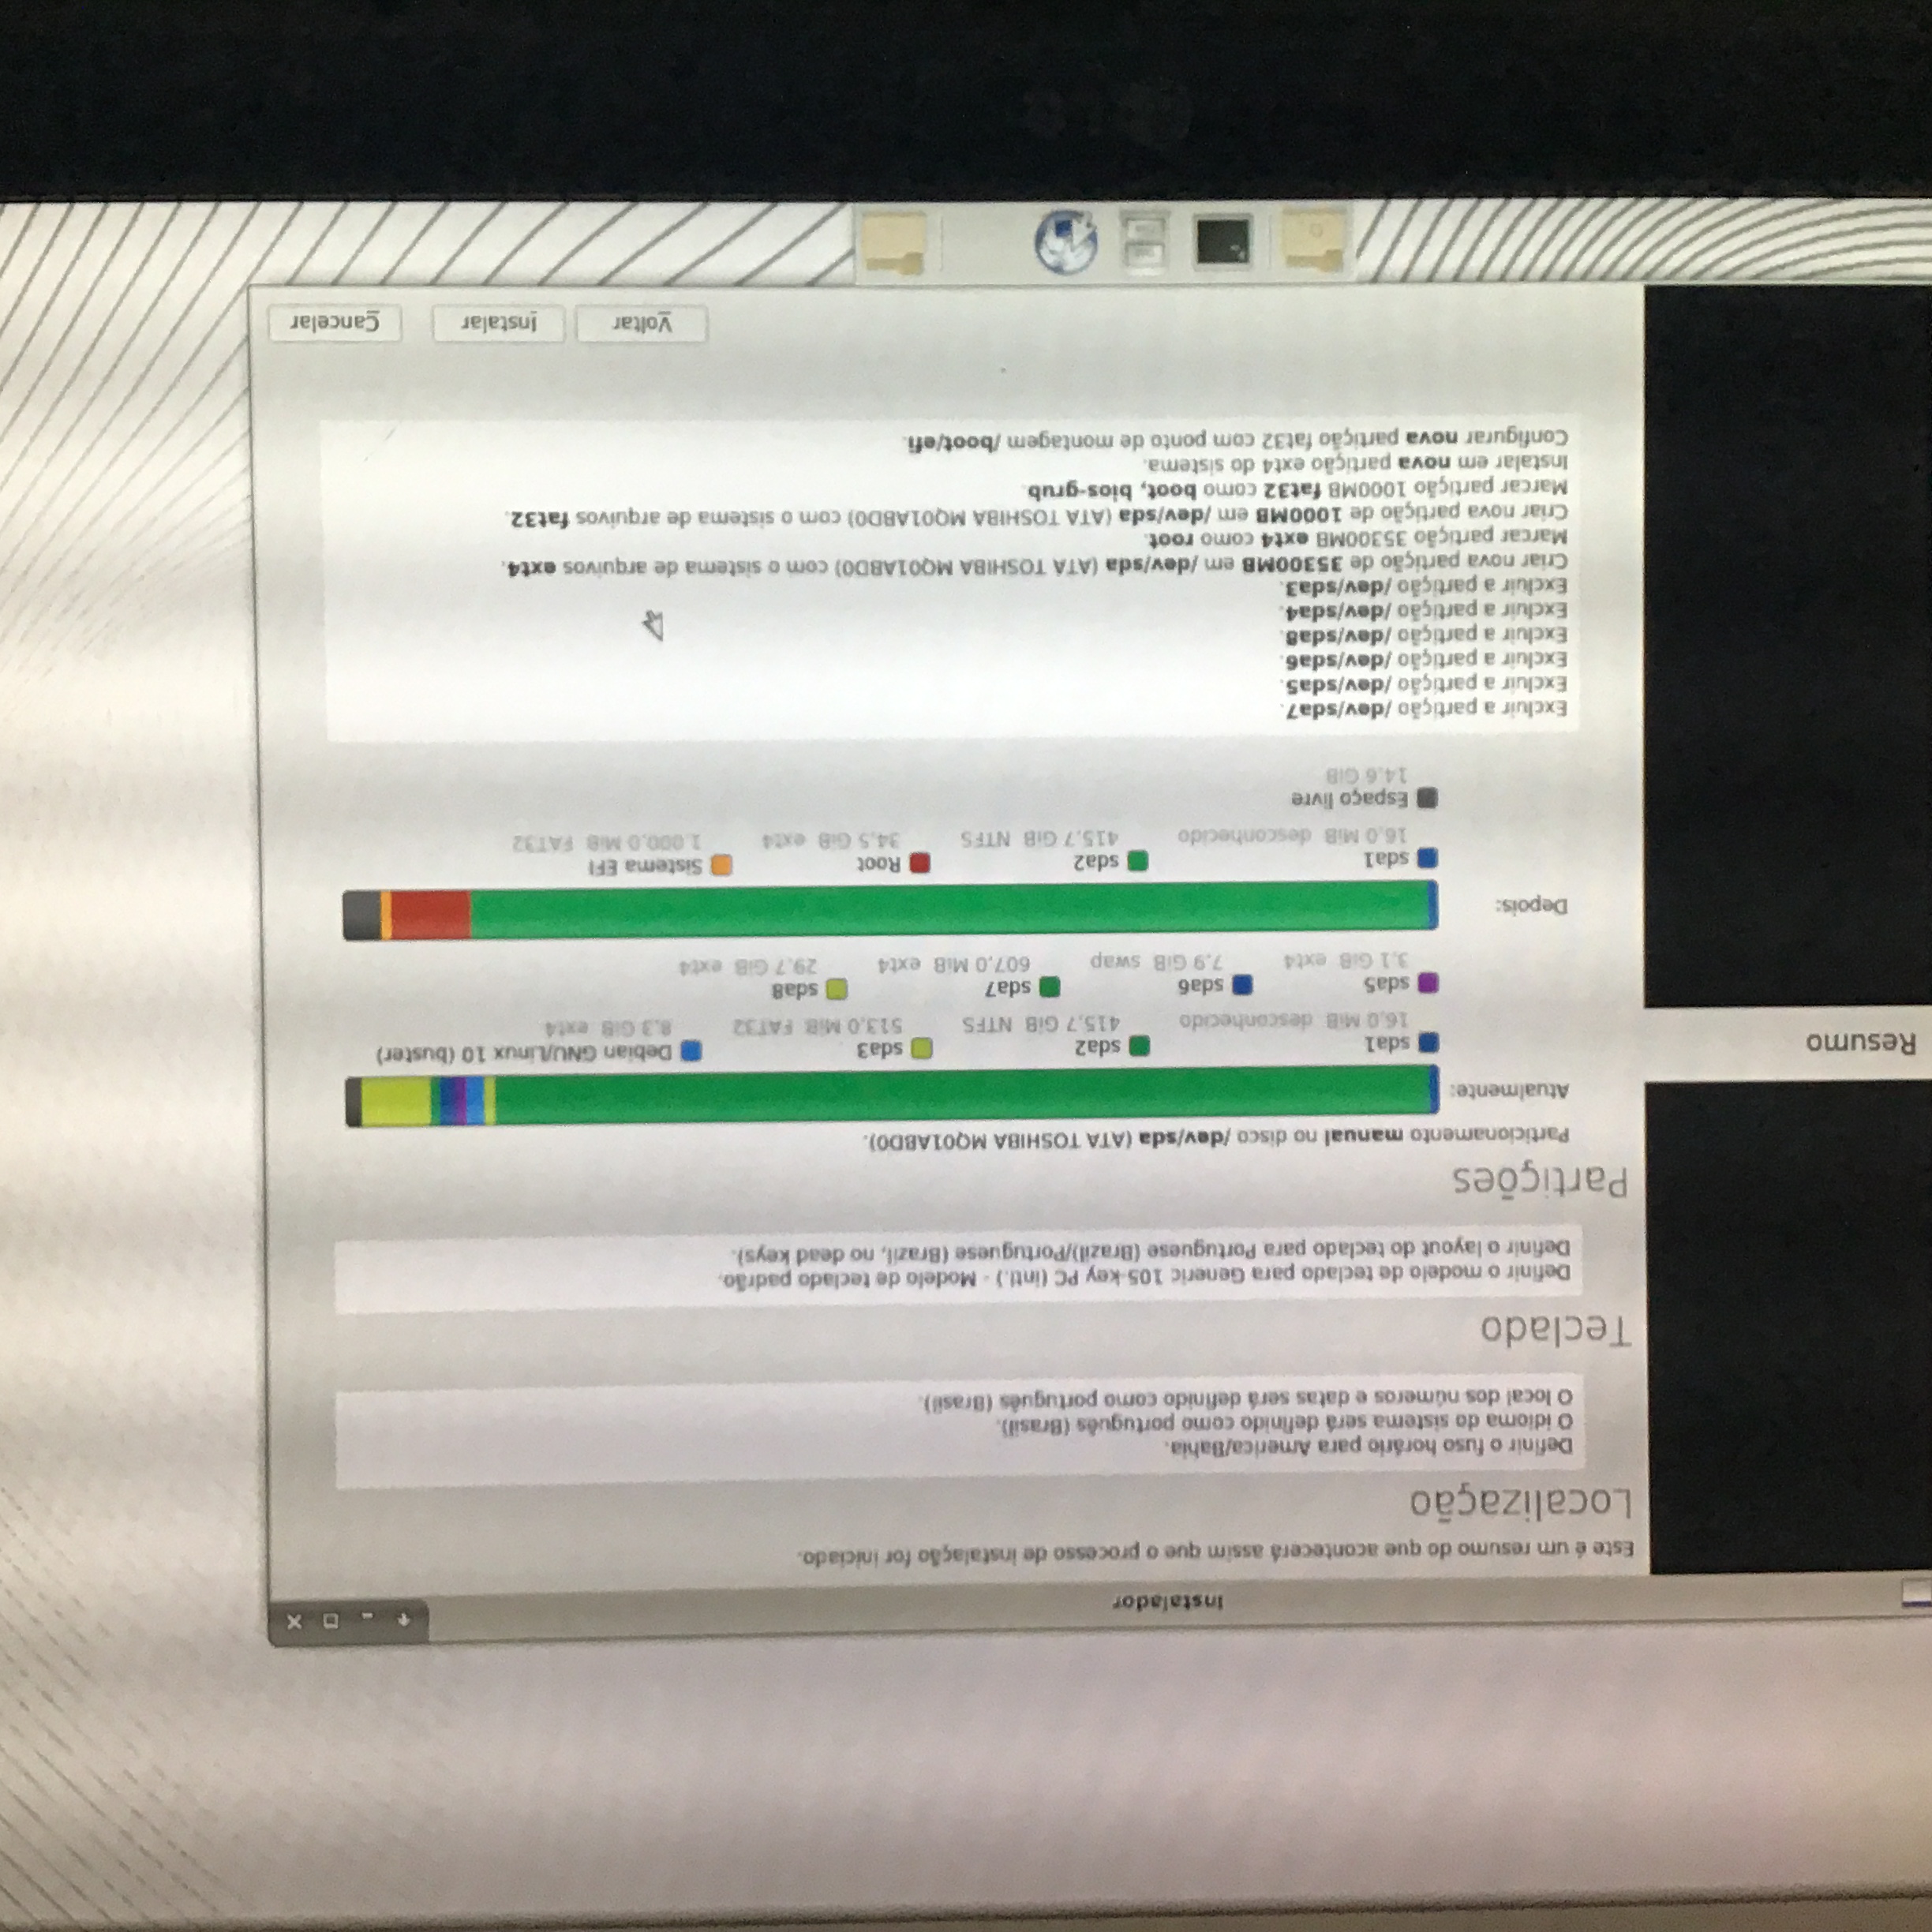 Instalador
Este é um resumo do que acontecerá assim que o processo de instalação for iniciado.
Localização
Definir o fuso horário para America/Bahia.
O idioma do sistema será definido como português (Brasil).
O local dos números e datas será definido como português (Brasil).
Teclado
Definir o modelo de teclado para Generic 105-key PC (intl.) - Modelo de teclado padrão.
Definir o layout do teclado para Portuguese (Brazil)/Portuguese (Brazil, no dead keys).
Partições
Particionamento manual no disco /dev/sda (ATA TOSHIBA MQ01ABD0).
Atualmente:
sda1 sda2 sda3 Debian GNU/Linux 10 (buster)
16,0 MiB desconhecido 415,7 GiB NTFS 513,0 MiB FAT32 8,3 GiB ext4
Resumo
sda5 sda6 sda7 sda8
3,1 GiB ext4 7,9 GiB swap 607,0 MiB ext4 29,7 GiB ext4
Depois:
sda1 sda2 Root Sistema EFI
16,0 MiB desconhecido 415,7 GiB NTFS 34,5 GiB ext4 1.000,0 MiB FAT32
Espaço livre
14,6 GiB
Excluir a partição /dev/sda7.
Excluir a partição /dev/sda5.
Excluir a partição /dev/sda6.
Excluir a partição /dev/sda8.
Excluir a partição /dev/sda4.
Excluir a partição /dev/sda3.
Criar nova partição de 35300MB em /dev/sda (ATA TOSHIBA MQ01ABD0) com o sistema de arquivos ext4.
Marcar partição 35300MB ext4 como root.
Criar nova partição de 1000MB em /dev/sda (ATA TOSHIBA MQ01ABD0) com o sistema de arquivos fat32.
Marcar partição 1000MB fat32 como boot, bios-grub.
Instalar em nova partição ext4 do sistema.
Configurar nova partição fat32 com ponto de montagem /boot/efi.
Voltar Instalar Cancelar